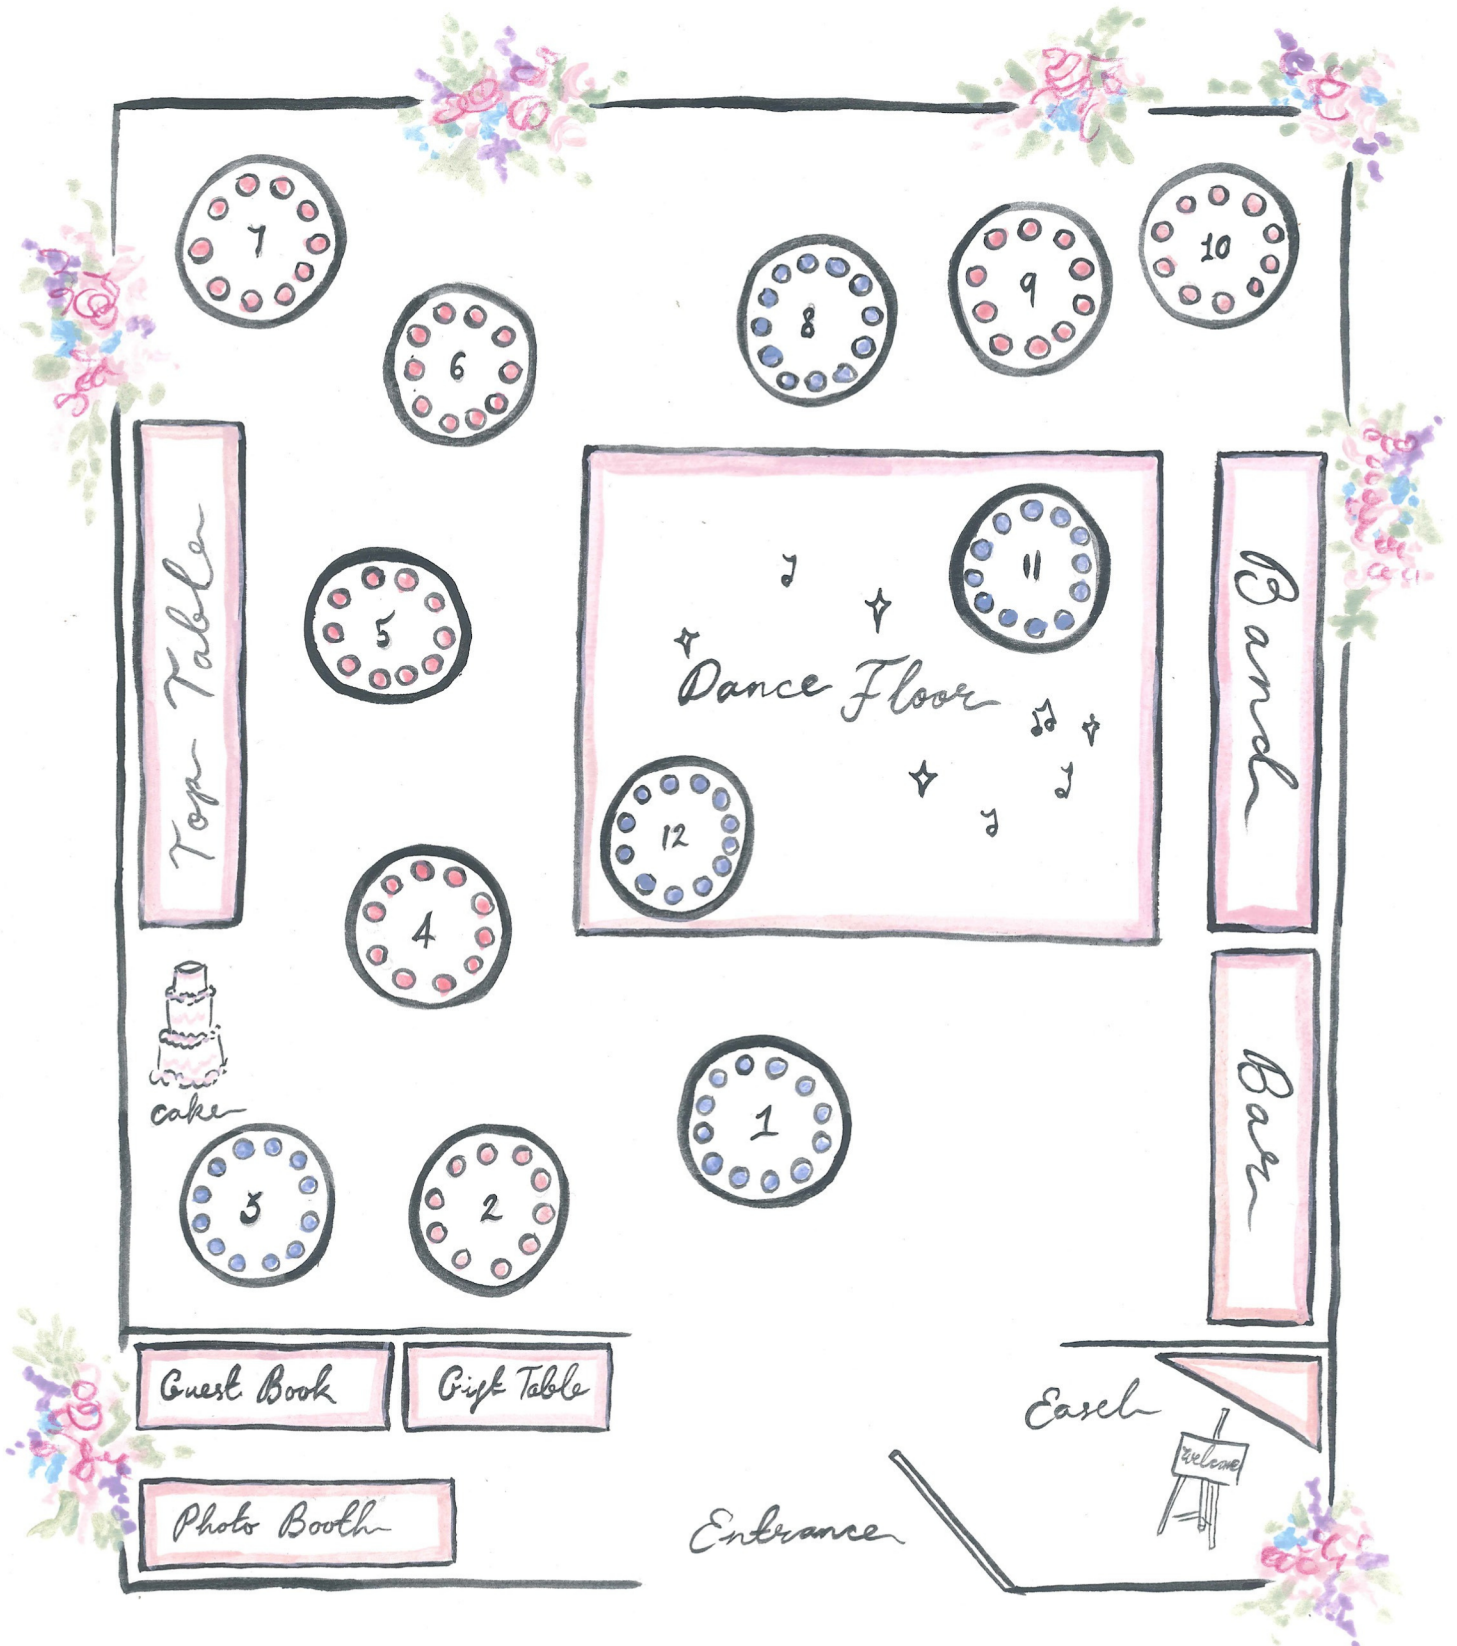 7
10
9
8
6
11
Top Table
5
Dance Floor
Band
12
4
cake
Bar
1
3
2
Guest Book
Gift Table
Easel
welcome
Photo Booth
Entrance